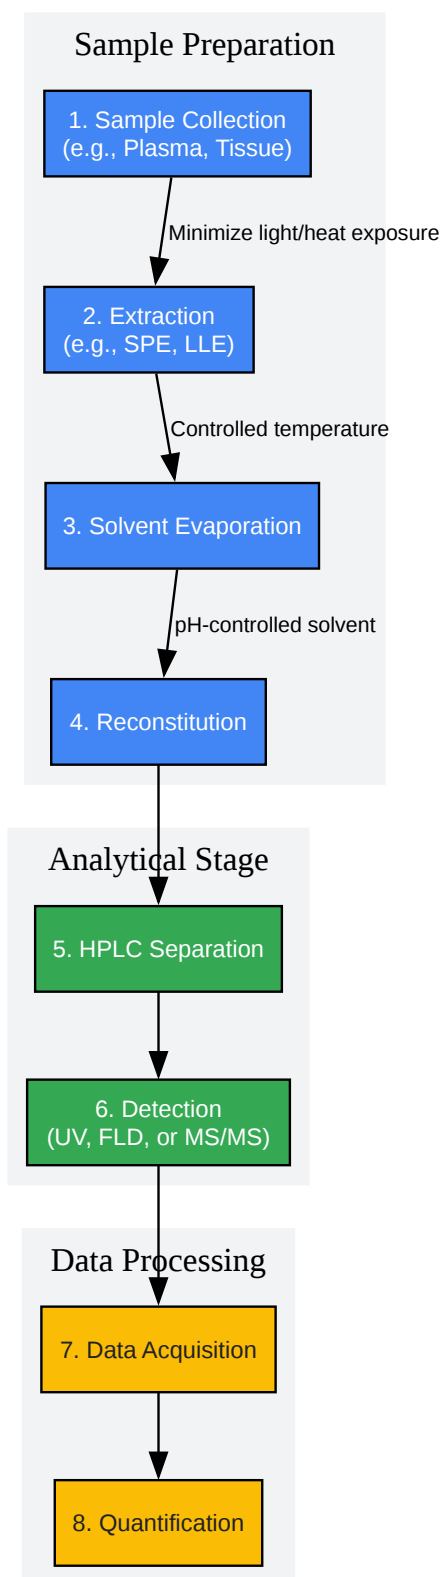 Sample Preparation
1. Sample Collection
(e.g., Plasma, Tissue)
Minimize light/heat exposure
2. Extraction
(e.g., SPE, LLE)
Controlled temperature
3. Solvent Evaporation
pH-controlled solvent
4. Reconstitution
Analytical Stage
5. HPLC Separation
6. Detection
(UV, FLD, or MS/MS)
Data Processing
7. Data Acquisition
8. Quantification